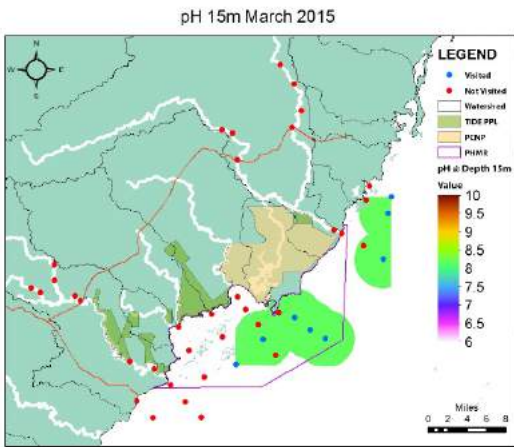 pH 15m March 2015
N
W E
S
LEGEND
Visited
Not Visited
Watershed
TIDE PPL
PCNP
PHMR
pH @ Depth 15m
Value
10
9.5
9
8.5
8
7.5
7
6.5
6
Miles
0 2 4 8